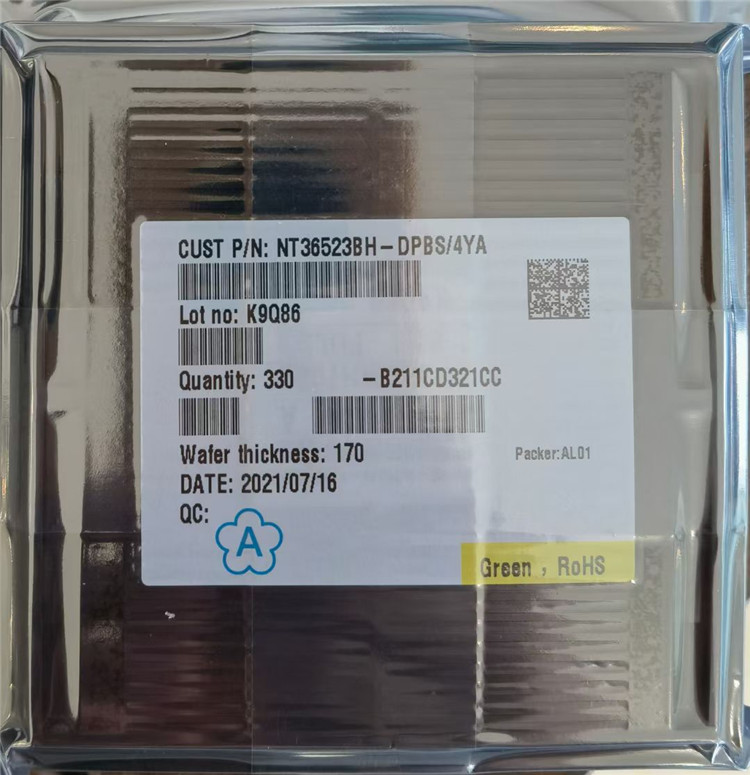 CUST P/N: NT36523BH-DPBS/4YA
Lot no: K9Q86
Quantity: 330 -B211CD321CC
Wafer thickness: 170 Packer:AL01
DATE: 2021/07/16
QC: A
Green , RoHS